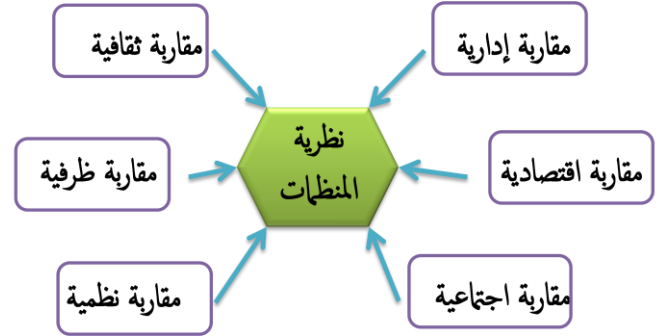 مقاربة إدارية
مقاربة ثقافية
نظرية
المنظمات
مقاربة اقتصادية
مقاربة ظرفية
مقاربة اجتماعية
مقاربة نظمية